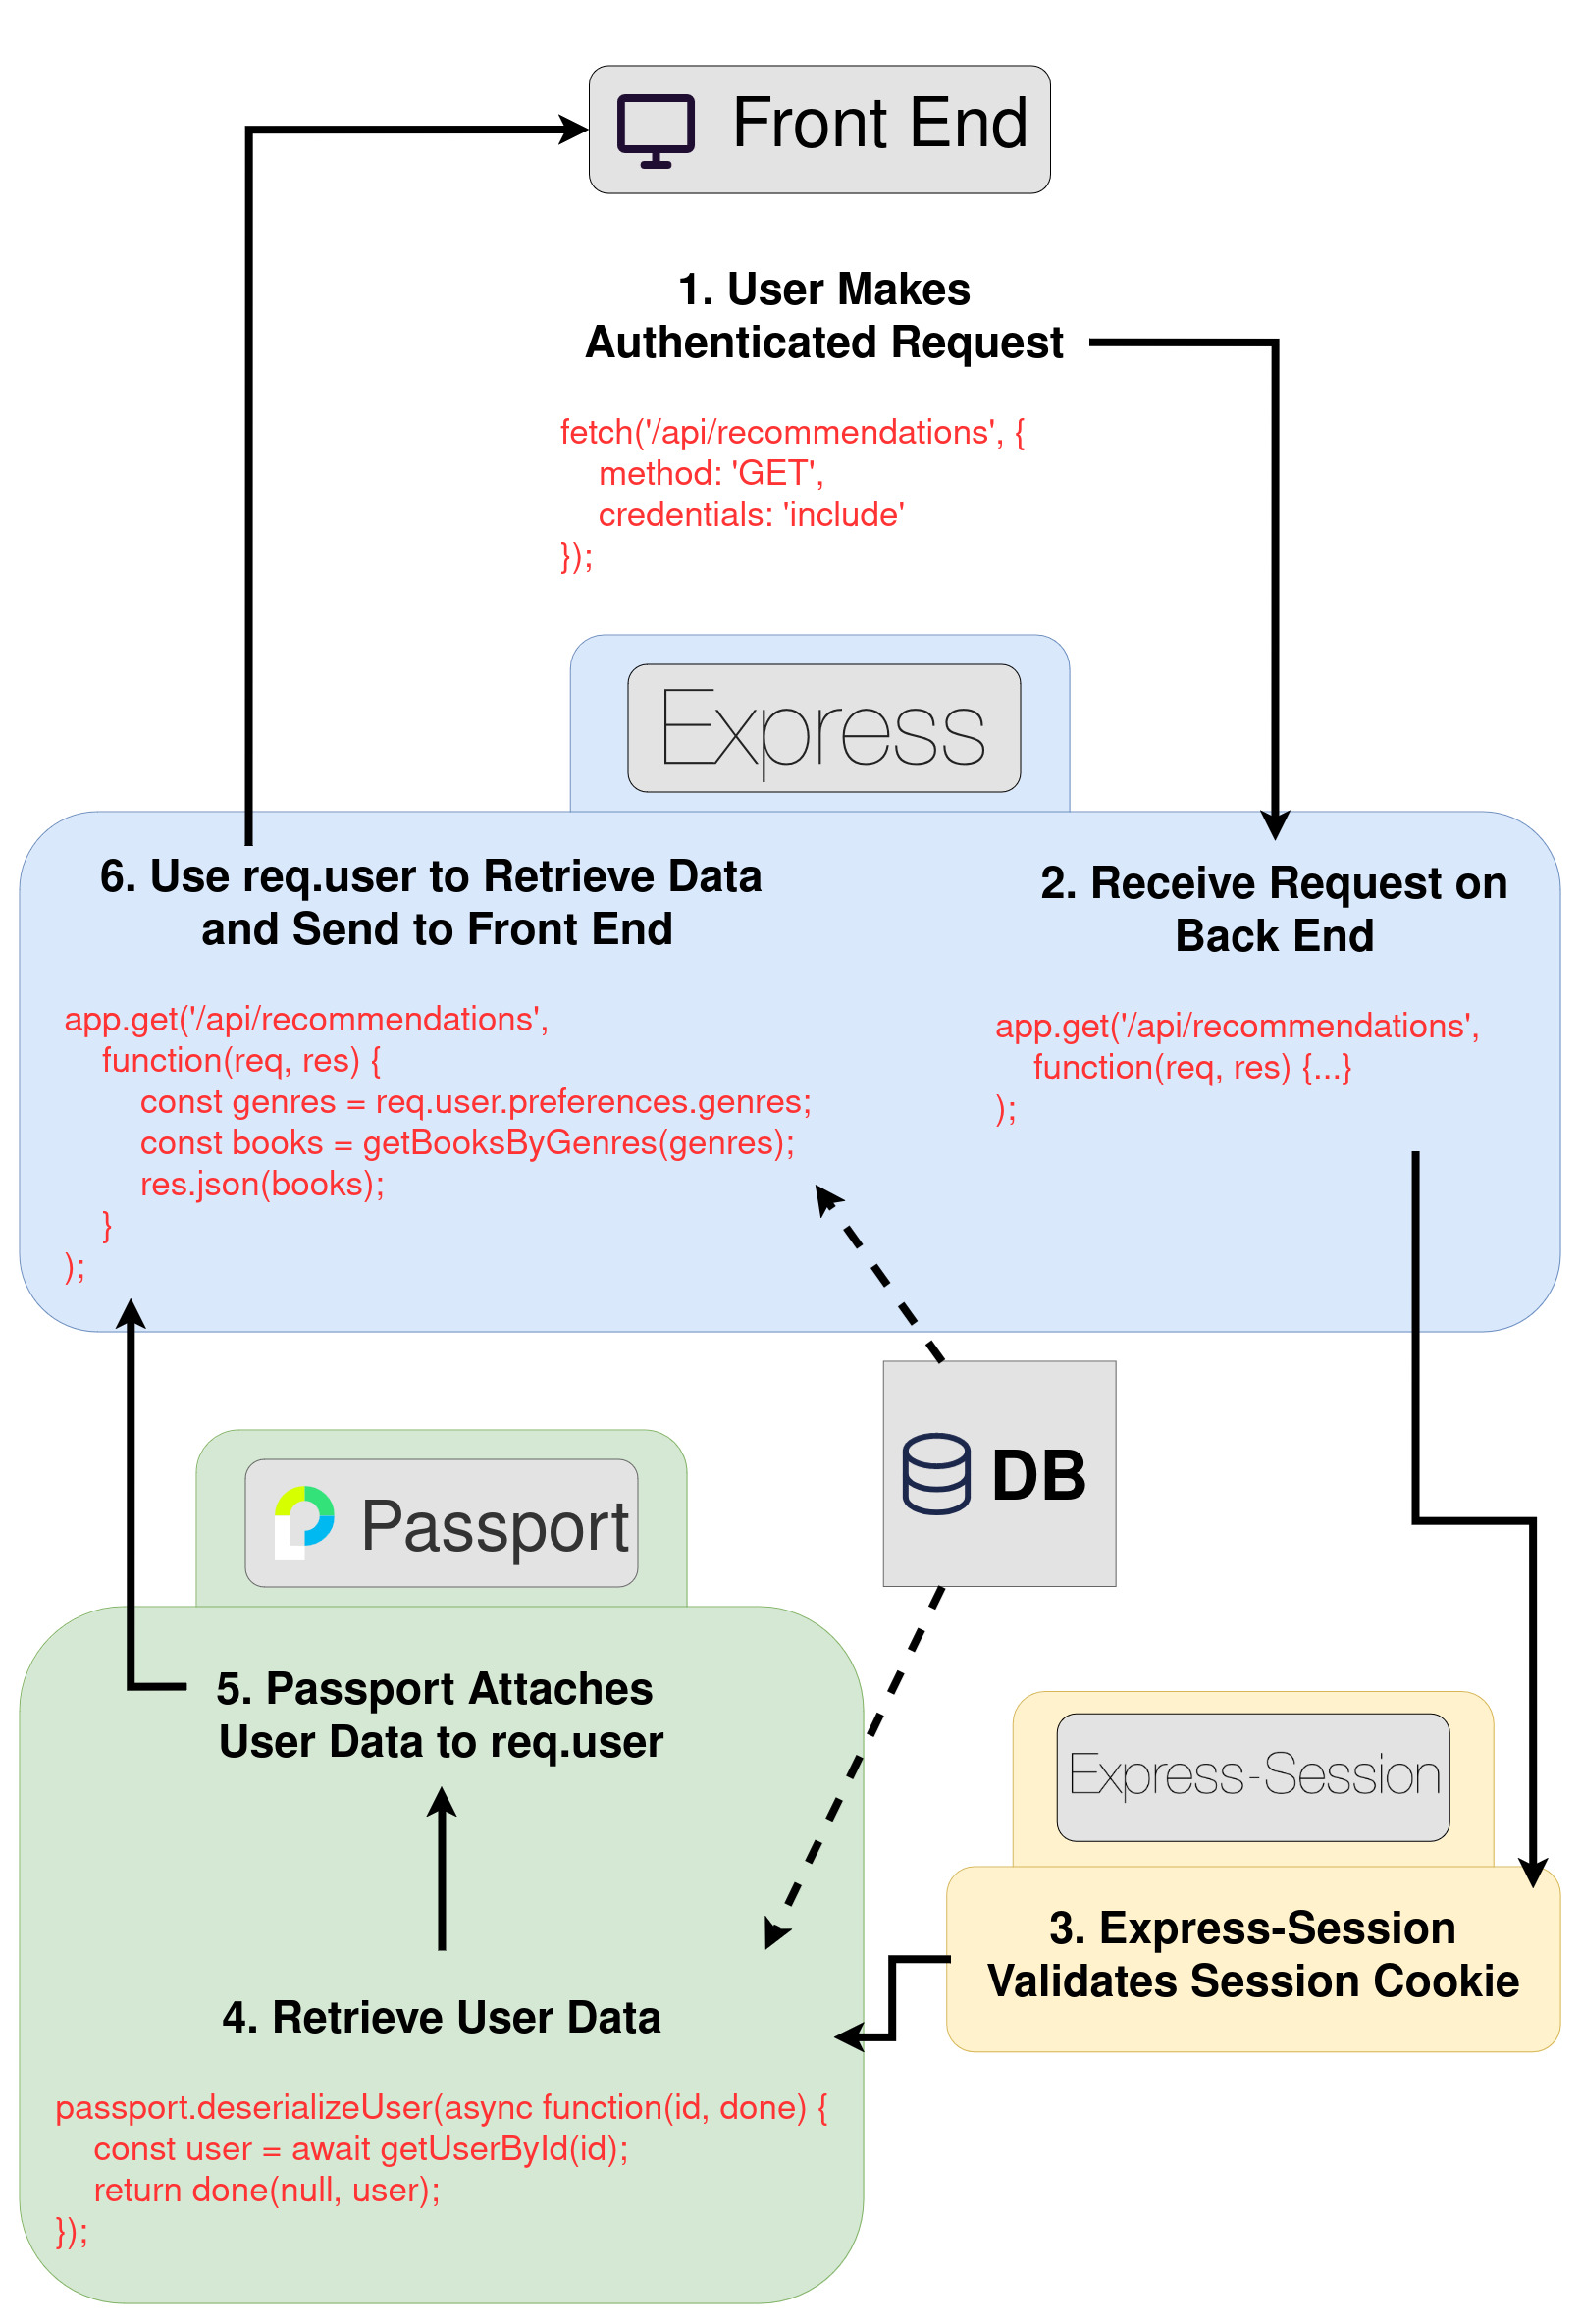 Front End
1. User Makes
Authenticated Request
fetch('/api/recommendations', {
    method: 'GET',
    credentials: 'include'
});
Express
2. Receive Request on
Back End
app.get('/api/recommendations',
    function(req, res) {...}
);
Express-Session
3. Express-Session
Validates Session Cookie
DB
Passport
4. Retrieve User Data
passport.deserializeUser(async function(id, done) {
    const user = await getUserById(id);
    return done(null, user);
});
5. Passport Attaches
User Data to req.user
6. Use req.user to Retrieve Data
and Send to Front End
app.get('/api/recommendations',
    function(req, res) {
        const genres = req.user.preferences.genres;
        const books = getBooksByGenres(genres);
        res.json(books);
    }
);